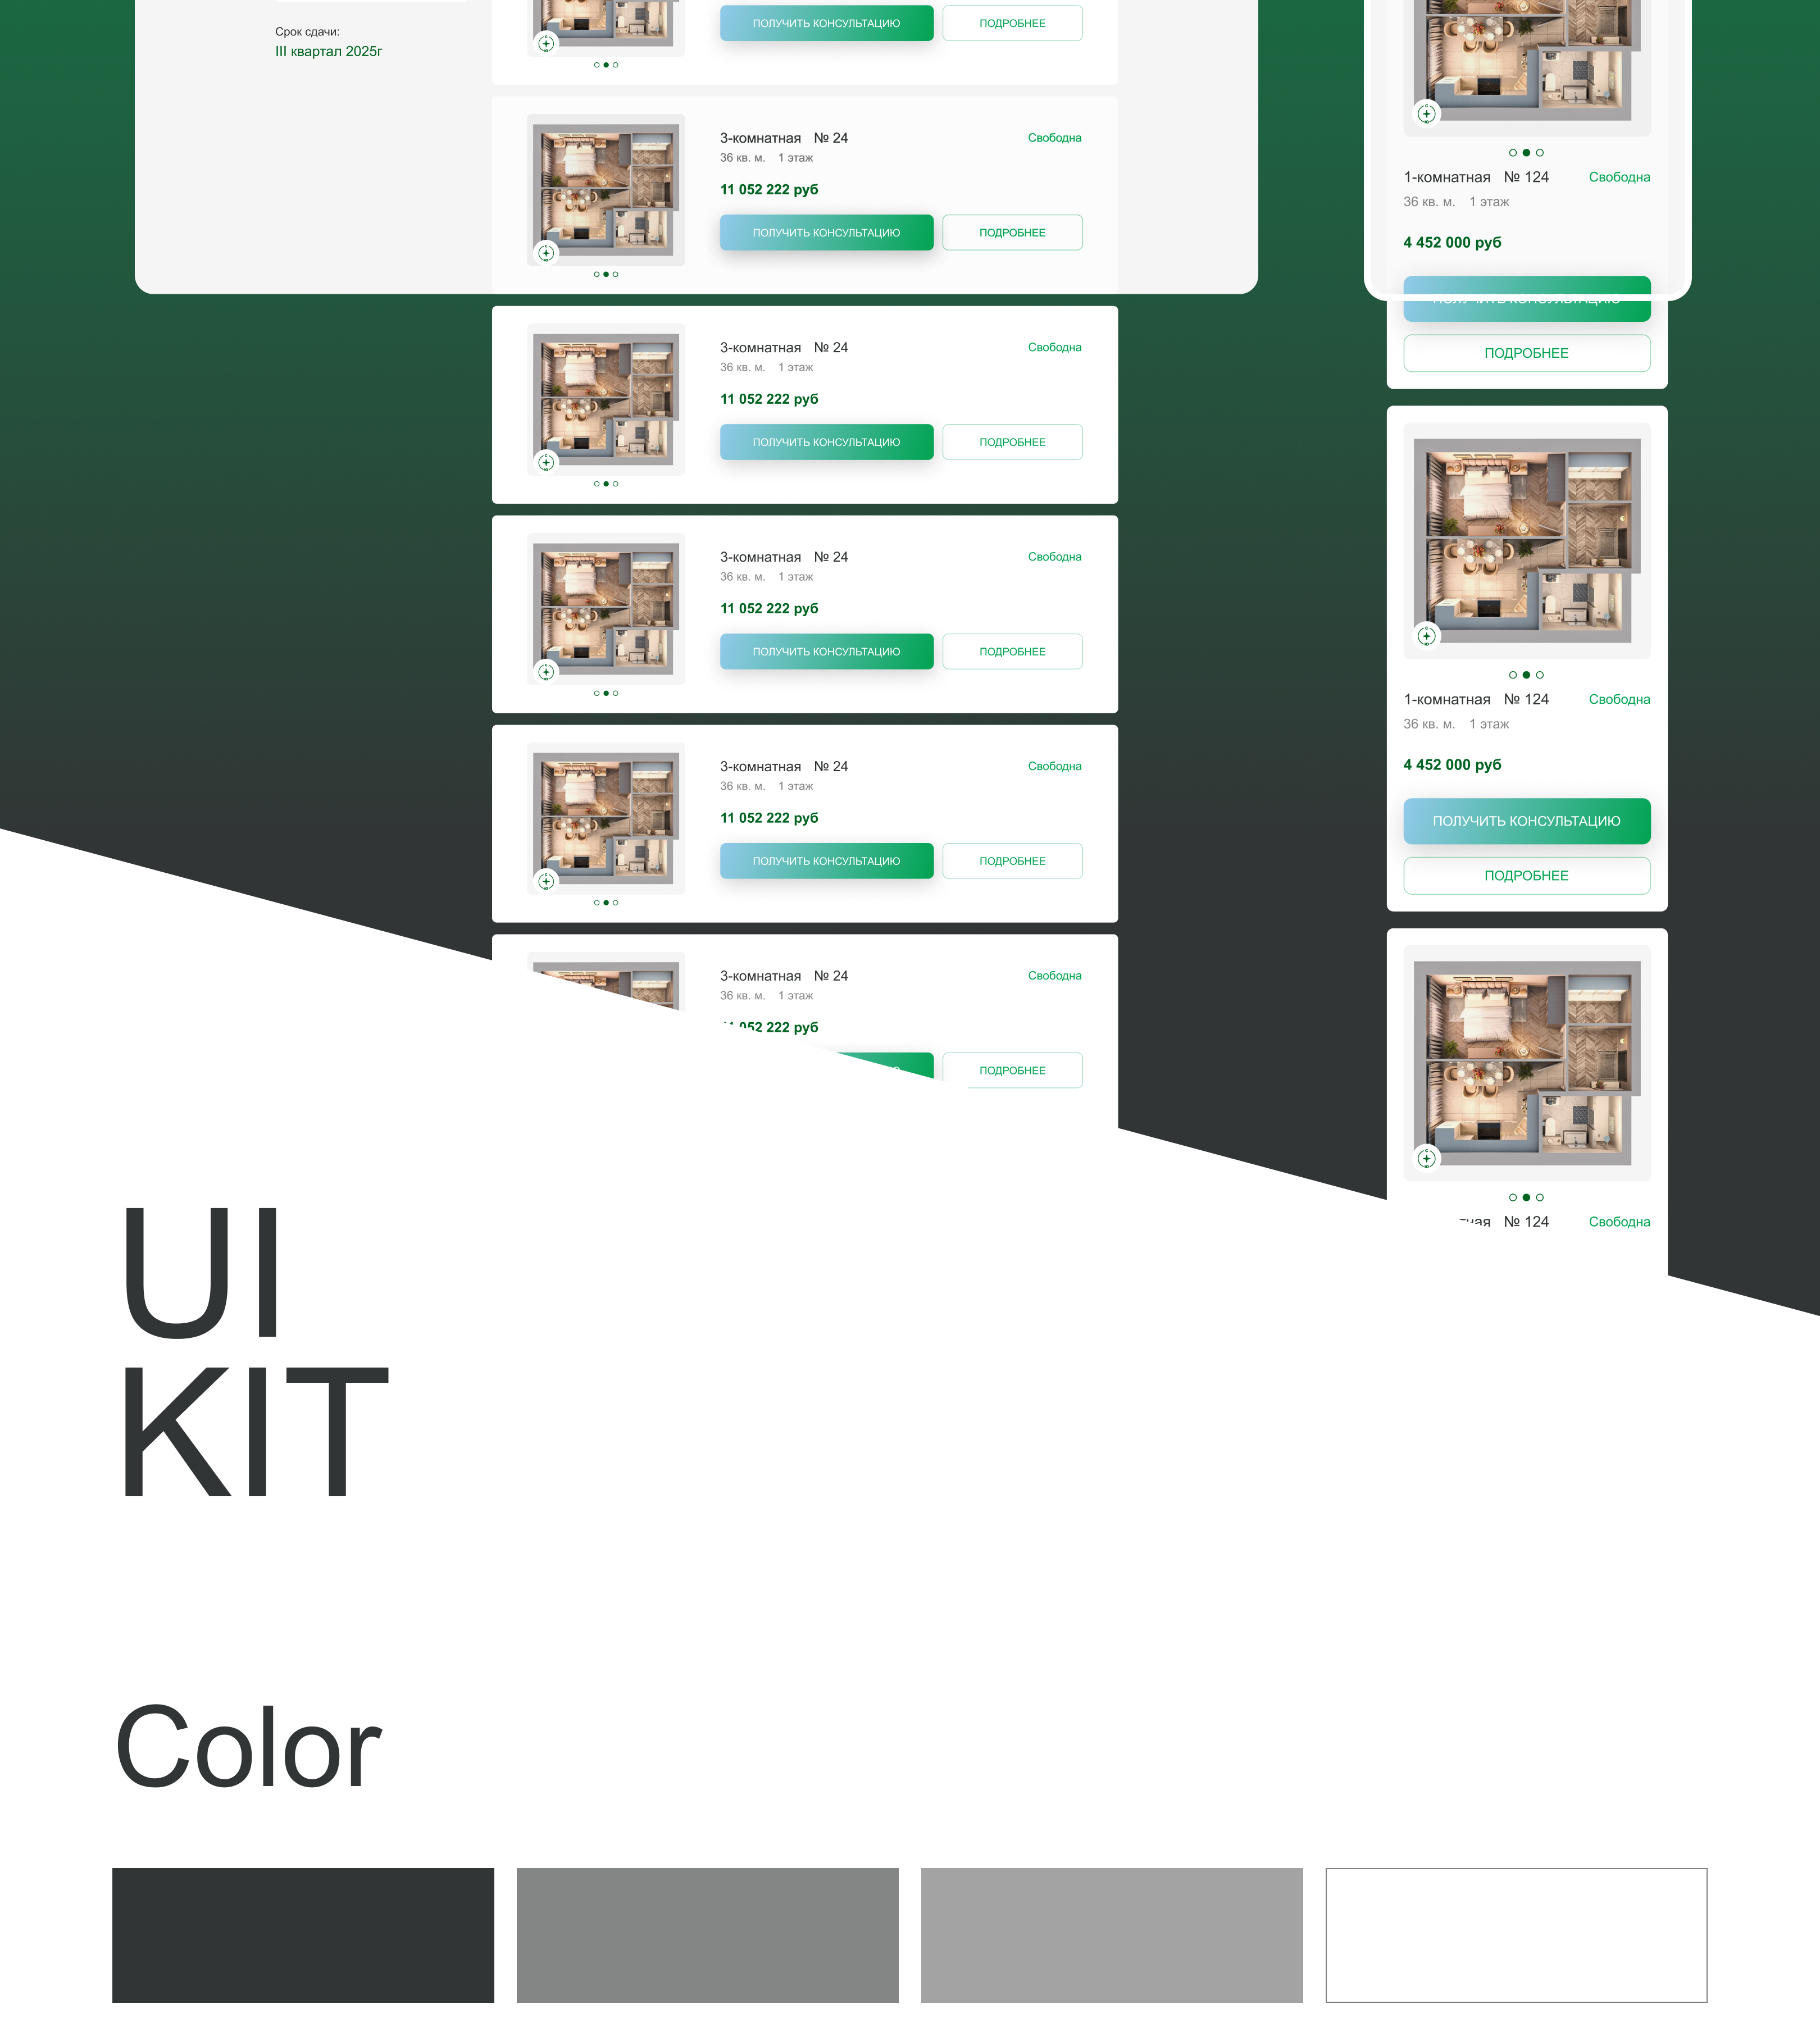 Срок сдачи:
III квартал 2025г
ПОЛУЧИТЬ КОНСУЛЬТАЦИЮ ПОДРОБНЕЕ
3-комнатная № 24 Свободна
36 кв. м. 1 этаж
11 052 222 руб
ПОЛУЧИТЬ КОНСУЛЬТАЦИЮ ПОДРОБНЕЕ
3-комнатная № 24 Свободна
36 кв. м. 1 этаж
11 052 222 руб
ПОЛУЧИТЬ КОНСУЛЬТАЦИЮ ПОДРОБНЕЕ
3-комнатная № 24 Свободна
36 кв. м. 1 этаж
11 052 222 руб
ПОЛУЧИТЬ КОНСУЛЬТАЦИЮ ПОДРОБНЕЕ
3-комнатная № 24 Свободна
36 кв. м. 1 этаж
11 052 222 руб
ПОЛУЧИТЬ КОНСУЛЬТАЦИЮ ПОДРОБНЕЕ
3-комнатная № 24 Свободна
36 кв. м. 1 этаж
052 222 руб
ПОДРОБНЕЕ
1-комнатная № 124 Свободна
36 кв. м. 1 этаж
4 452 000 руб
ПОЛУЧИТЬ КОНСУЛЬТАЦИЮ
ПОДРОБНЕЕ
1-комнатная № 124 Свободна
36 кв. м. 1 этаж
4 452 000 руб
ПОЛУЧИТЬ КОНСУЛЬТАЦИЮ
ПОДРОБНЕЕ
№ 124 Свободна
UI
KIT
Color